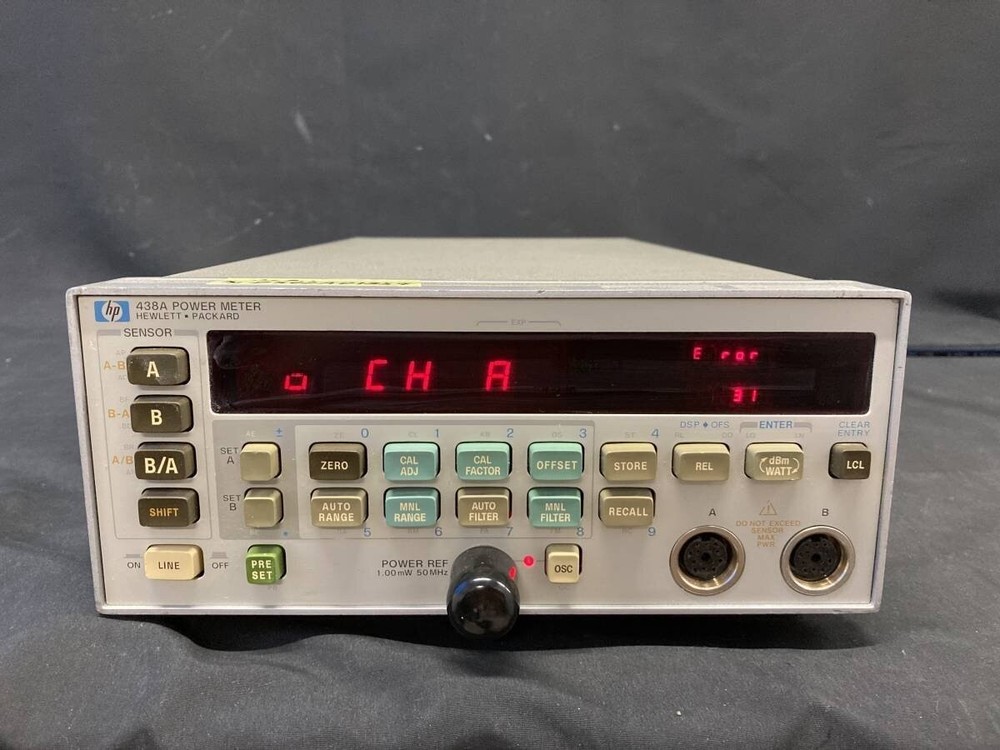 hp 438A POWER METER
HEWLETT • PACKARD
SENSOR
EXP
CH A
Error
31
A-B
A
B-A
B
A/B
B/A
SHIFT
ON LINE OFF
SET A
±
SET B
PRE SET
0 1 2 3 4
ZERO
CAL ADJ
CAL FACTOR
OFFSET
STORE
DSP ♦ OFS
REL
ENTER
dBm WATT
CLEAR ENTRY
LCL
AUTO RANGE
MNL RANGE
AUTO FILTER
MNL FILTER
RECALL
5 6 7 8 9
POWER REF
1.00mW 50MHz
OSC
A
B
DO NOT EXCEED
SENSOR
MAX
PWR